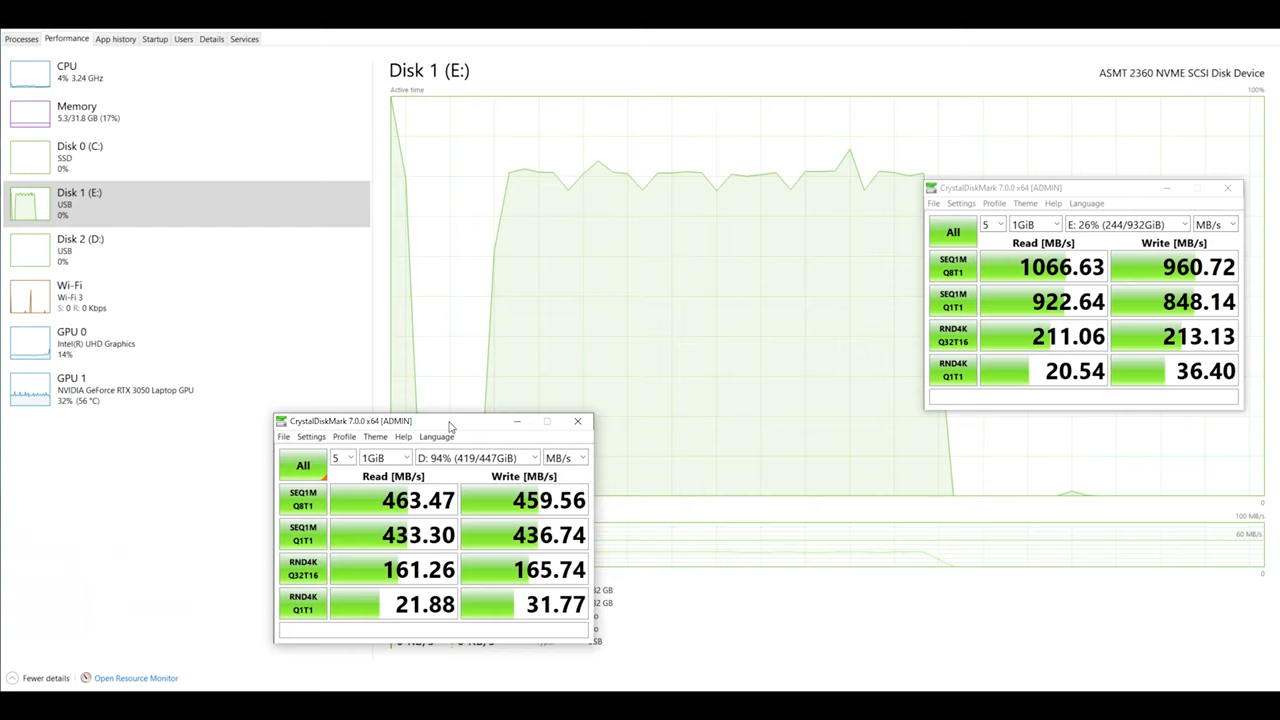 Processes Performance App history Startup Users Details Services
CPU
4% 3.24 GHz
Memory
5.3/31.8 GB (17%)
Disk 0 (C:)
SSD
0%
Disk 1 (E:)
USB
0%
Disk 2 (D:)
USB
0%
Wi-Fi
Wi-Fi 3
S: 0 R: 0 Kbps
GPU 0
Intel(R) UHD Graphics
14%
GPU 1
NVIDIA GeForce RTX 3050 Laptop GPU
32% (56 °C)
Fewer details Open Resource Monitor
Disk 1 (E:) ASMT 2360 NVME SCSI Disk Device
Active time 100%
0
100 MB/s
60 MB/s
0
CrystalDiskMark 7.0.0 x64 [ADMIN]
File Settings Profile Theme Help Language
All 5 1GiB E: 26% (244/932GiB) MB/s
Read [MB/s] Write [MB/s]
SEQ1M
Q8T1 1066.63 960.72
SEQ1M
Q1T1 922.64 848.14
RND4K
Q32T16 211.06 213.13
RND4K
Q1T1 20.54 36.40
CrystalDiskMark 7.0.0 x64 [ADMIN]
File Settings Profile Theme Help Language
All 5 1GiB D: 94% (419/447GiB) MB/s
Read [MB/s] Write [MB/s]
SEQ1M
Q8T1 463.47 459.56
SEQ1M
Q1T1 433.30 436.74
RND4K
Q32T16 161.26 165.74
RND4K
Q1T1 21.88 31.77